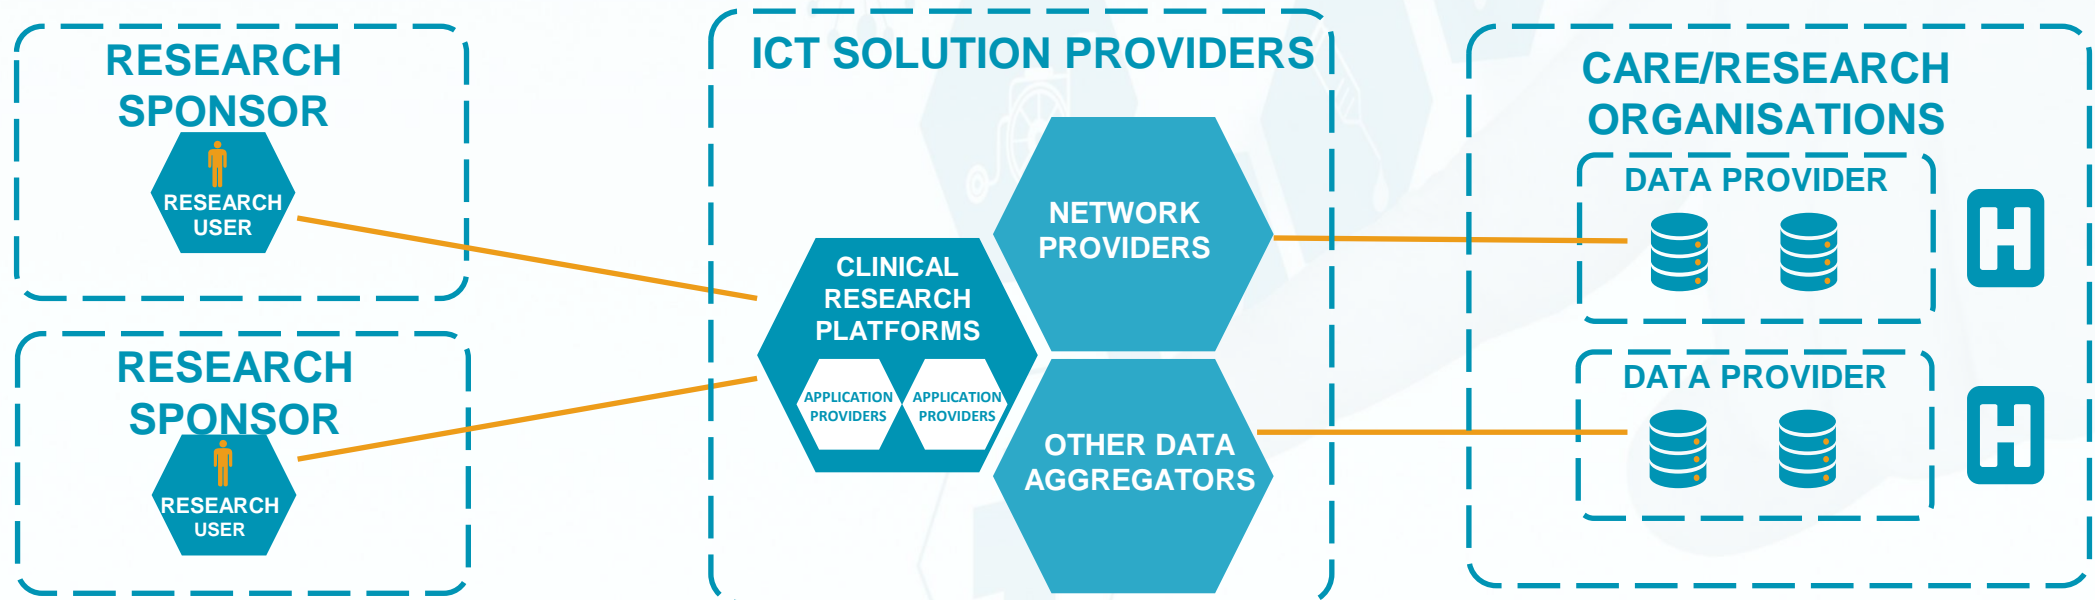 RESEARCH
SPONSOR
RESEARCH
USER
RESEARCH
SPONSOR
RESEARCH
USER
ICT SOLUTION PROVIDERS
NETWORK
PROVIDERS
CLINICAL
RESEARCH
PLATFORMS
APPLICATION
PROVIDERS
APPLICATION
PROVIDERS
OTHER DATA
AGGREGATORS
CARE/RESEARCH
ORGANISATIONS
DATA PROVIDER
H
DATA PROVIDER
H